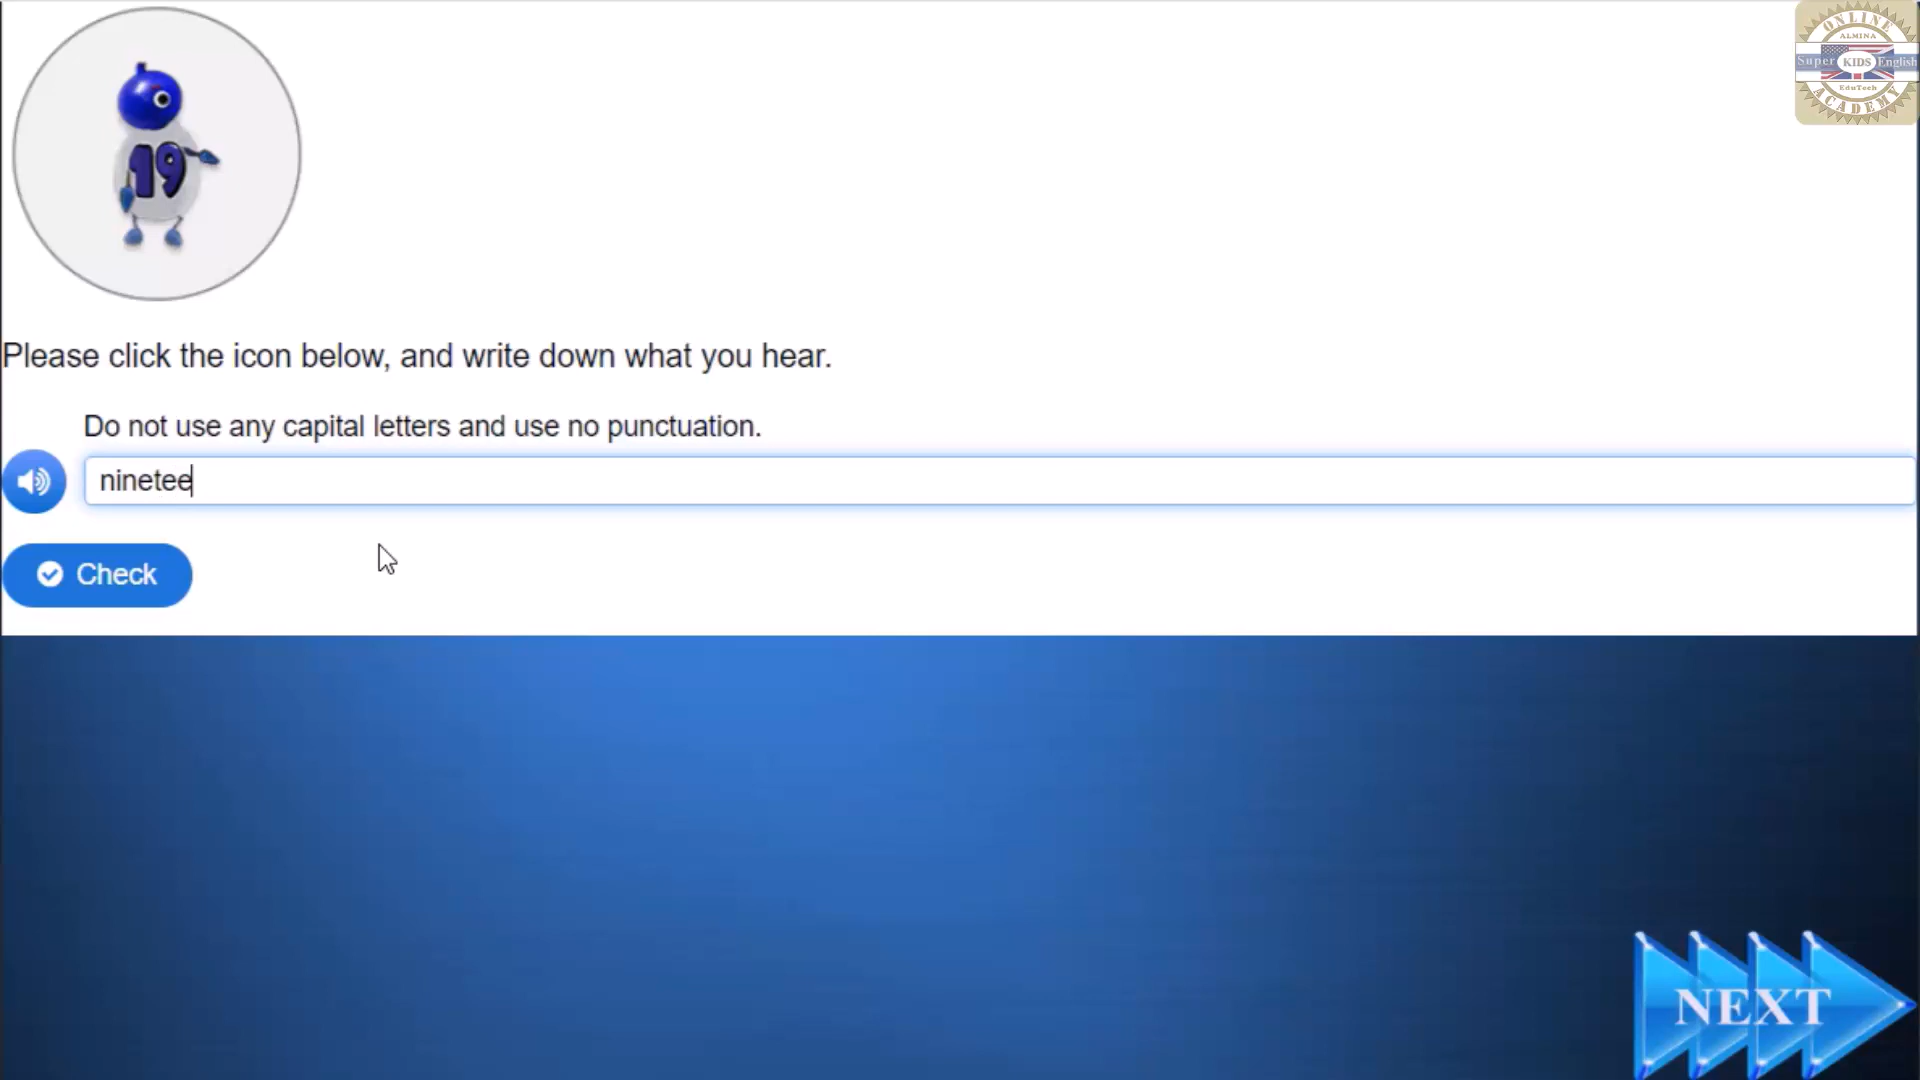 19
ONLINE
ALMINA
Super KIDS English
EduTech
ACADEMY
Please click the icon below, and write down what you hear.
Do not use any capital letters and use no punctuation.
ninetee
Check
NEXT